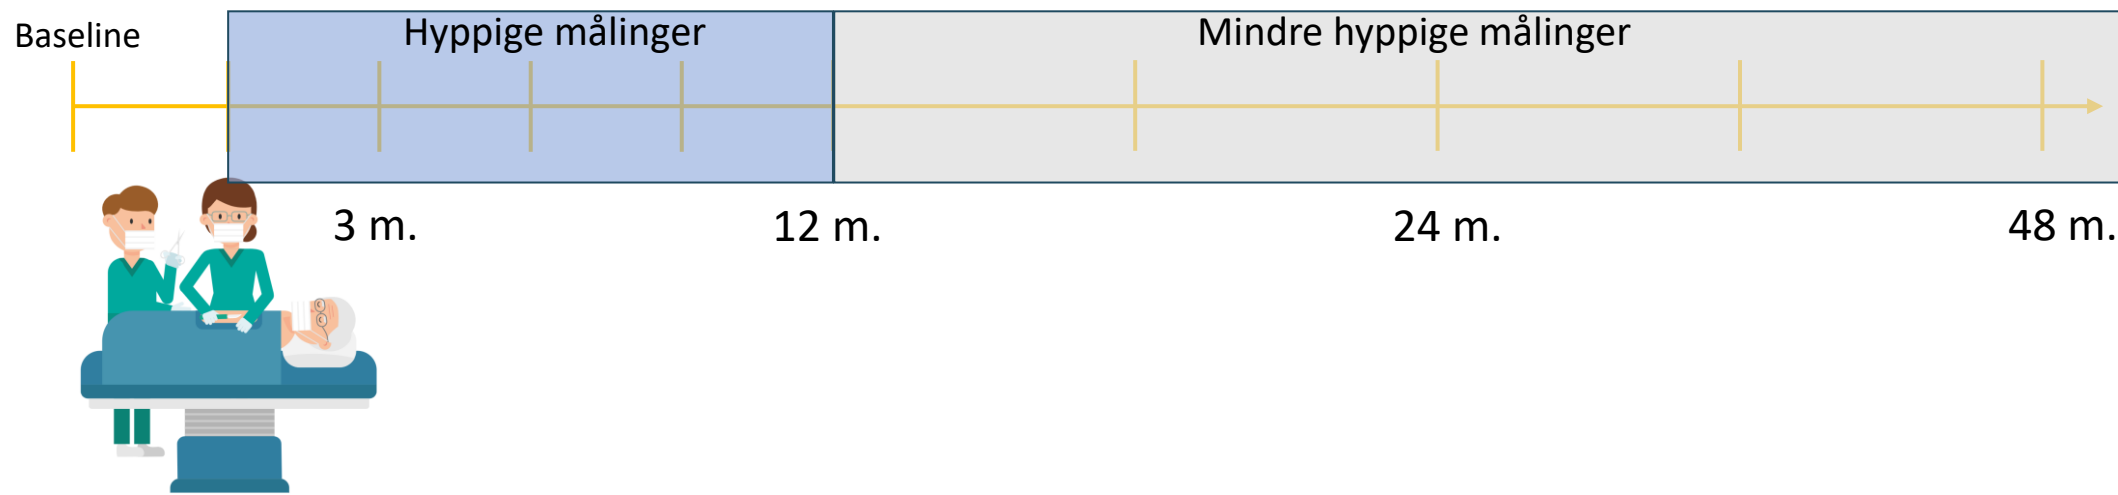 Baseline
Hyppige målinger
Mindre hyppige målinger
3 m.
12 m.
24 m.
48 m.